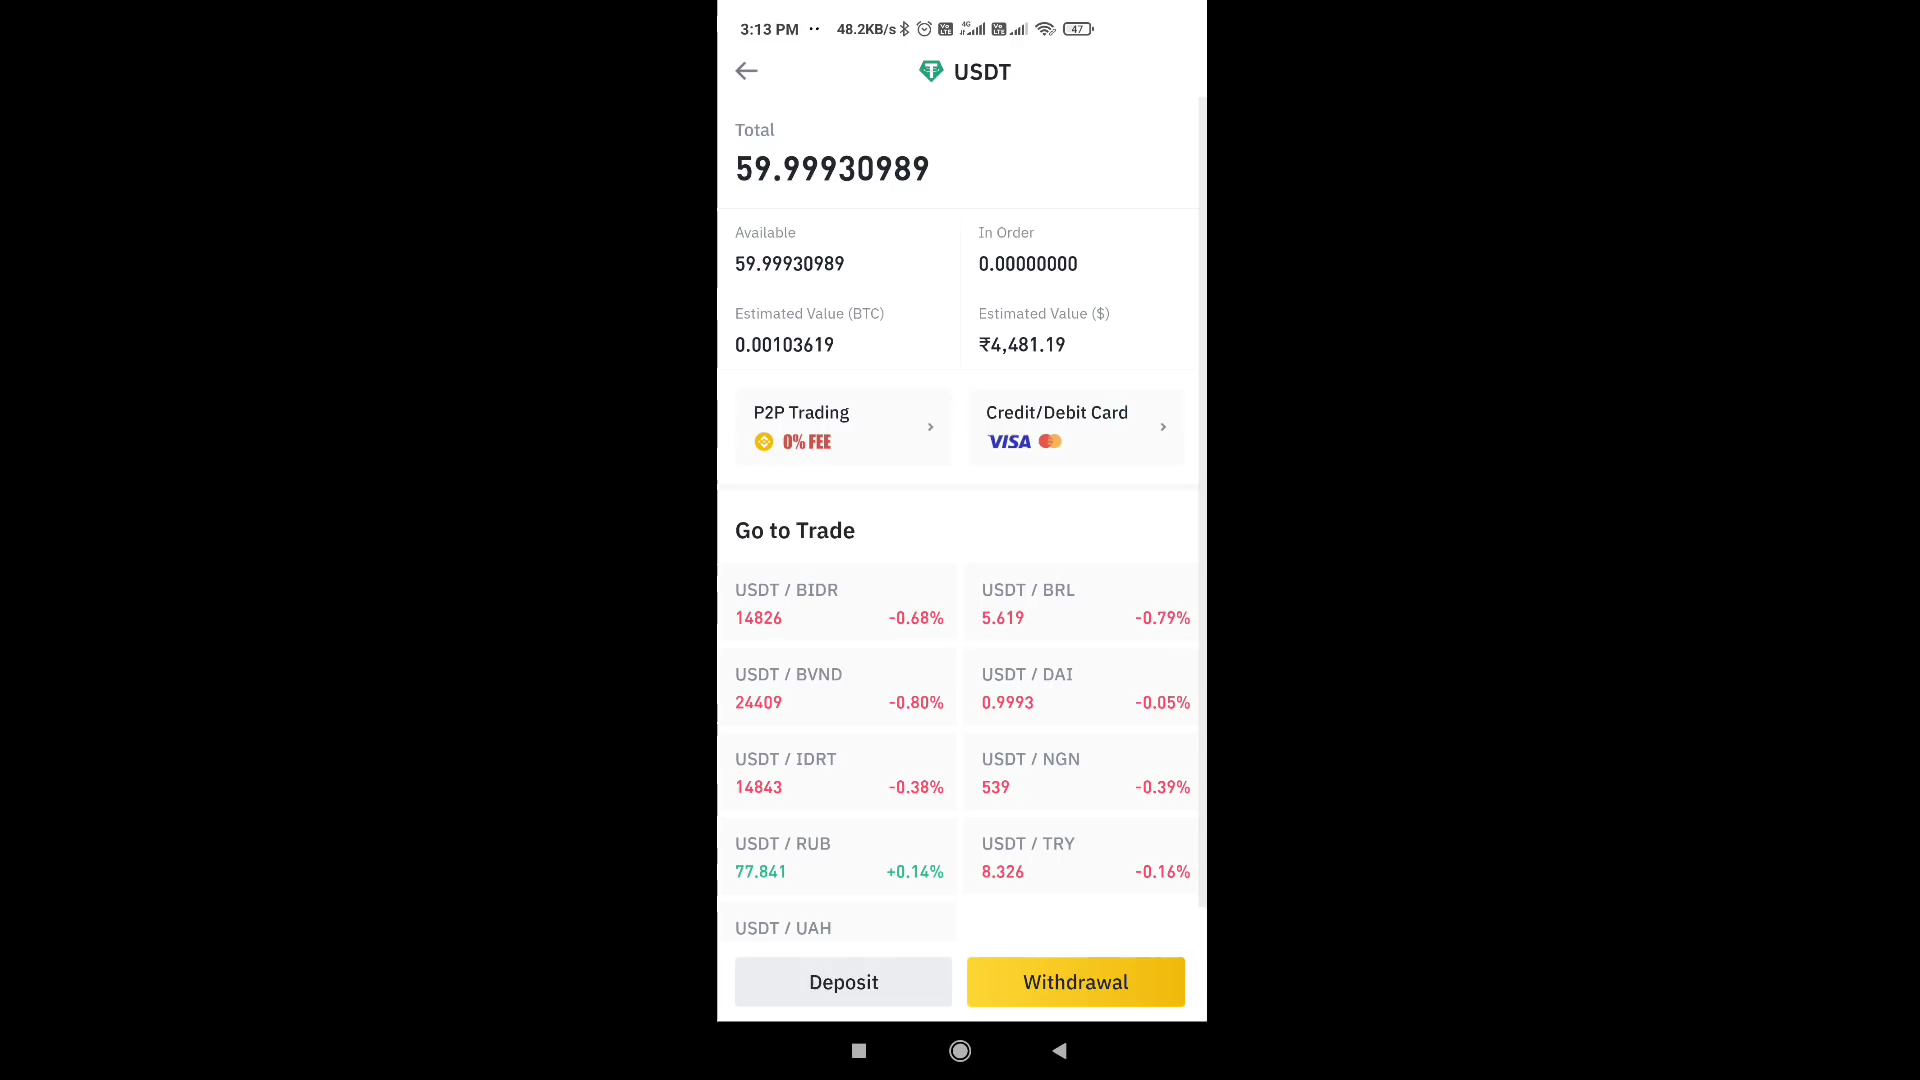 3:13 PM ·· 48.2KB/s 4G 47
USDT
Total
59.99930989
Available In Order
59.99930989 0.00000000
Estimated Value (BTC) Estimated Value ($)
0.00103619 ₹4,481.19
P2P Trading Credit/Debit Card
0% FEE VISA
Go to Trade
USDT / BIDR USDT / BRL
14826 -0.68% 5.619 -0.79%
USDT / BVND USDT / DAI
24409 -0.80% 0.9993 -0.05%
USDT / IDRT USDT / NGN
14843 -0.38% 539 -0.39%
USDT / RUB USDT / TRY
77.841 +0.14% 8.326 -0.16%
USDT / UAH
Deposit Withdrawal